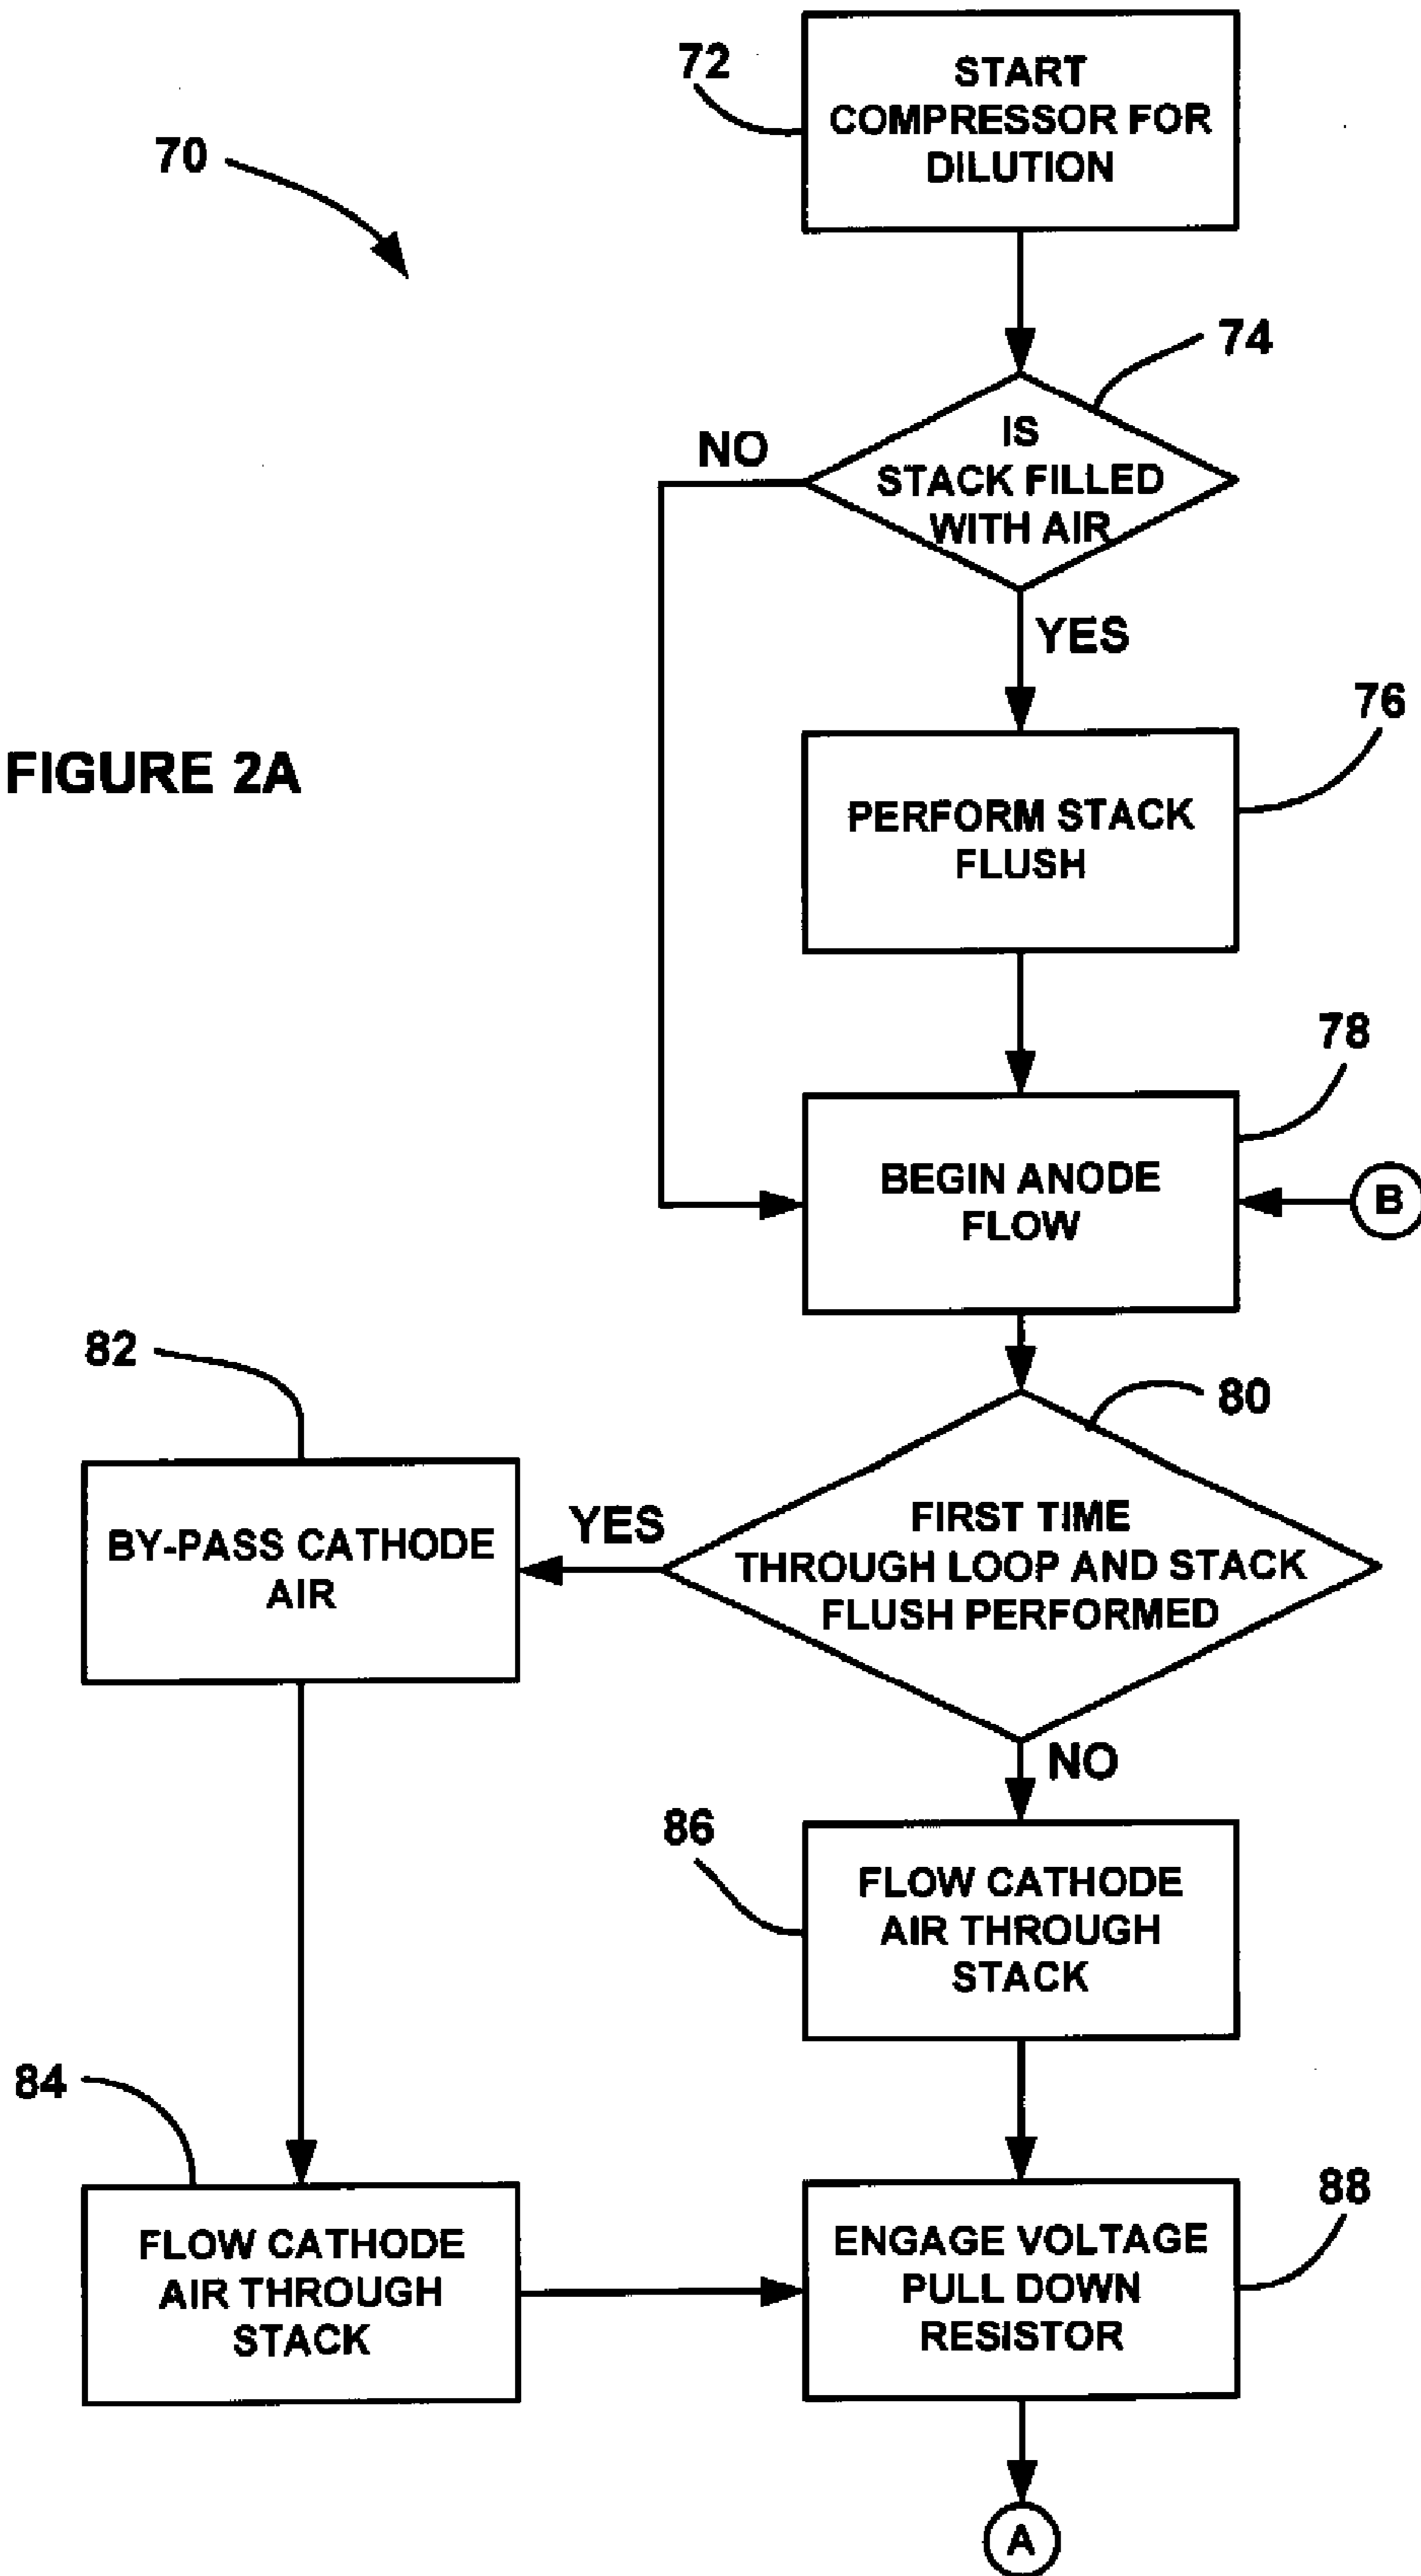 72
START
COMPRESSOR FOR
DILUTION
70
74
IS
STACK FILLED
WITH AIR
NO
YES
76
FIGURE 2A
PERFORM STACK
FLUSH
78
BEGIN ANODE
FLOW
B
82
80
BY-PASS CATHODE
AIR
YES
FIRST TIME
THROUGH LOOP AND STACK
FLUSH PERFORMED
NO
86
FLOW CATHODE
AIR THROUGH
STACK
84
88
FLOW CATHODE
AIR THROUGH
STACK
ENGAGE VOLTAGE
PULL DOWN
RESISTOR
A